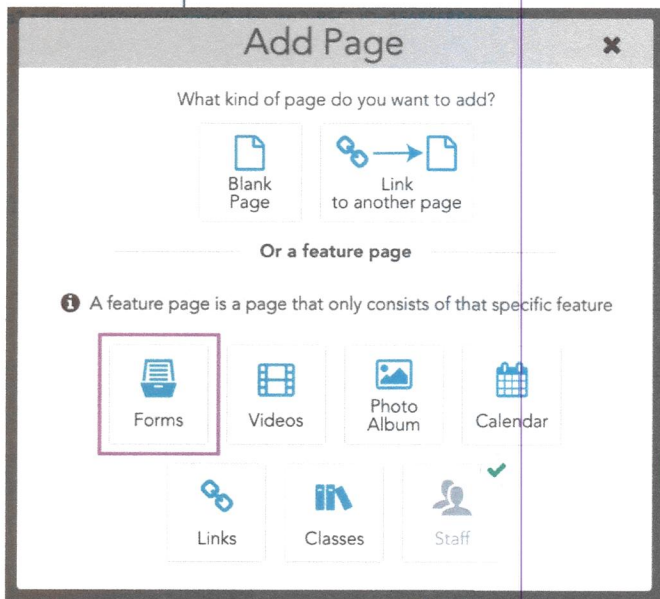 Add Page
What kind of page do you want to add?
Blank
Page
Link
to another page
Or a feature page
A feature page is a page that only consists of that specific feature
Forms
Videos
Photo
Album
Calendar
Links
Classes
Staff